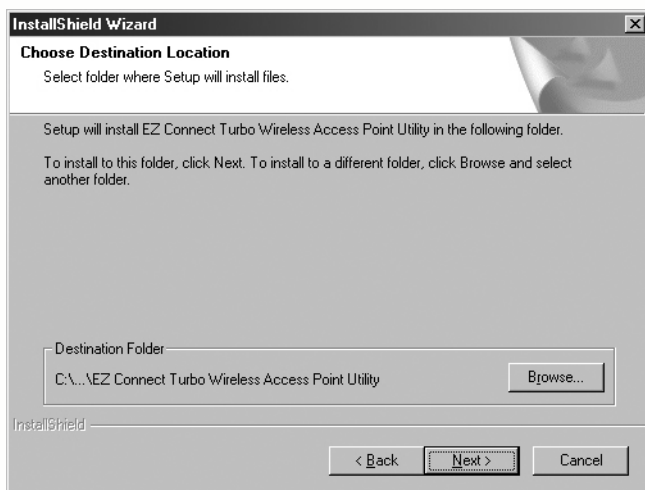 InstallShield Wizard
Choose Destination Location
Select folder where Setup will install files.
Setup will install EZ Connect Turbo Wireless Access Point Utility in the following folder.
To install to this folder, click Next. To install to a different folder, click Browse and select
another folder.
Destination Folder
C:\...\EZ Connect Turbo Wireless Access Point Utility
Browse...
InstallShield
< Back
Next >
Cancel